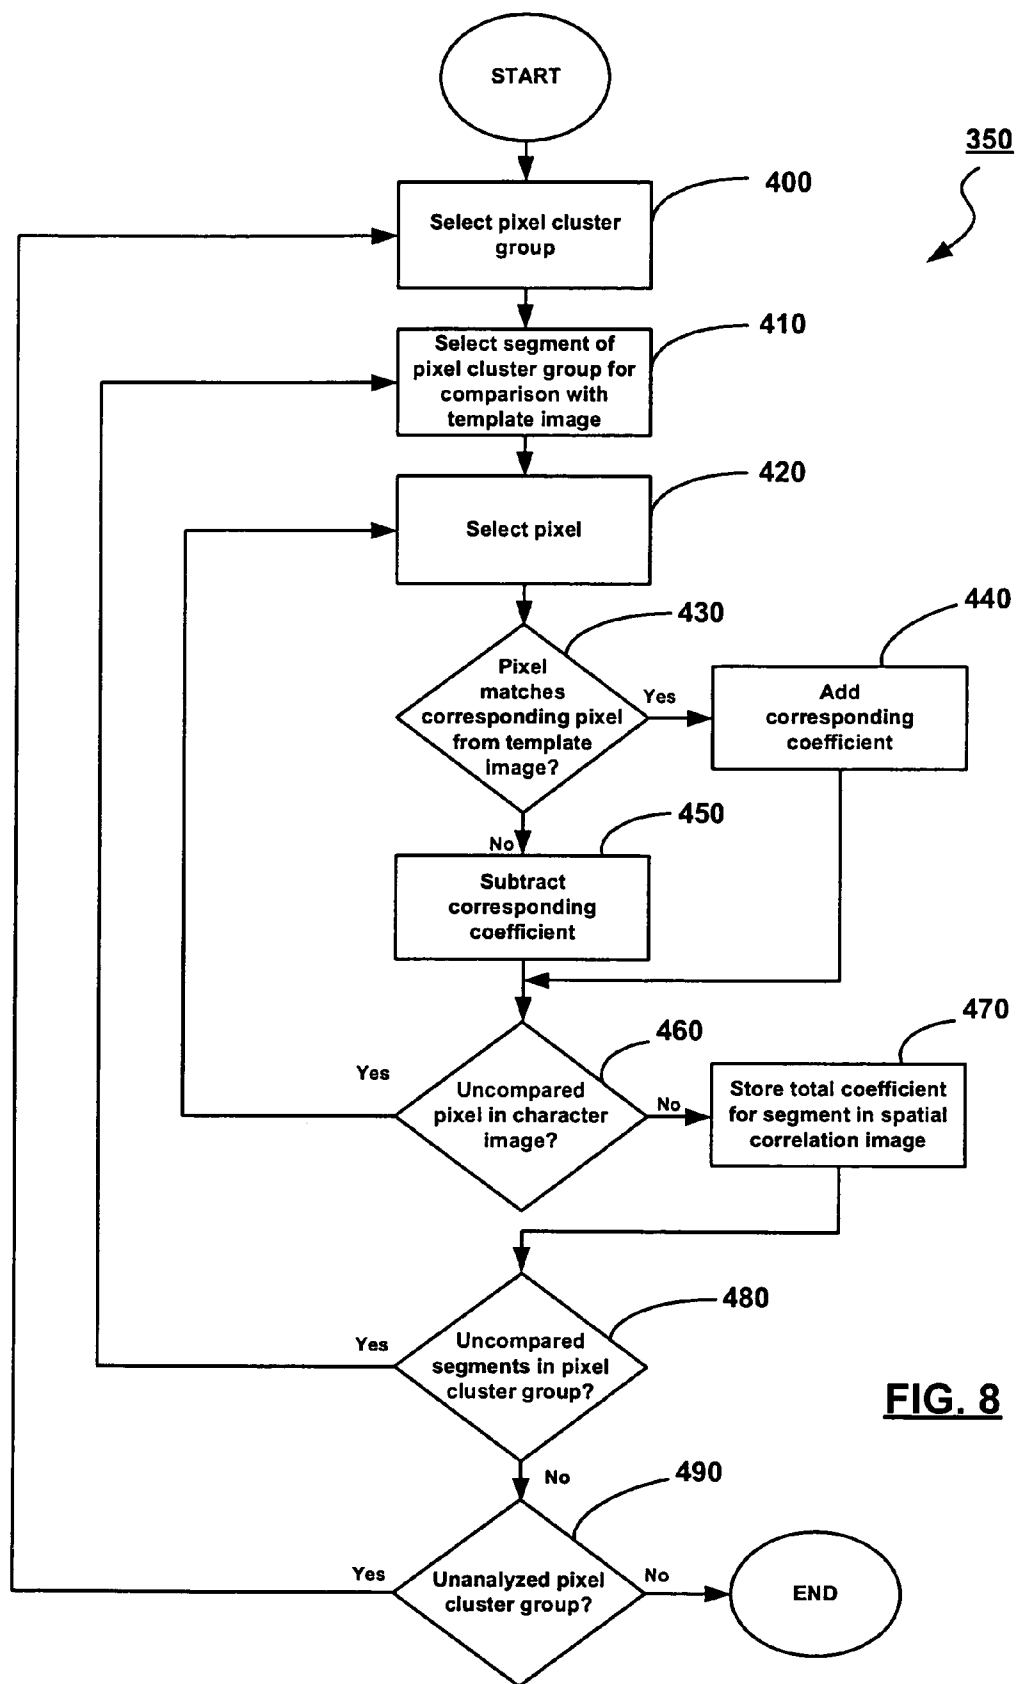 START
350
400
Select pixel cluster
group
410
Select segment of
pixel cluster group for
comparison with
template image
420
Select pixel
430
440
Pixel
matches
corresponding pixel
from template
image?
Yes
Add
corresponding
coefficient
450
No
Subtract
corresponding
coefficient
460
470
Yes
Uncompared
pixel in character
image?
No
Store total coefficient
for segment in spatial
correlation image
480
Yes
Uncompared
segments in pixel
cluster group?
FIG. 8
No
490
Yes
Unanalyzed pixel
cluster group?
No
END